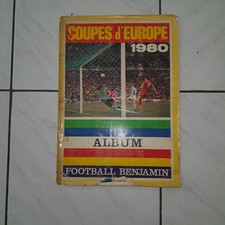 COUPES d'EUROPE
1980
ALBUM
FOOTBALL BENJAMIN